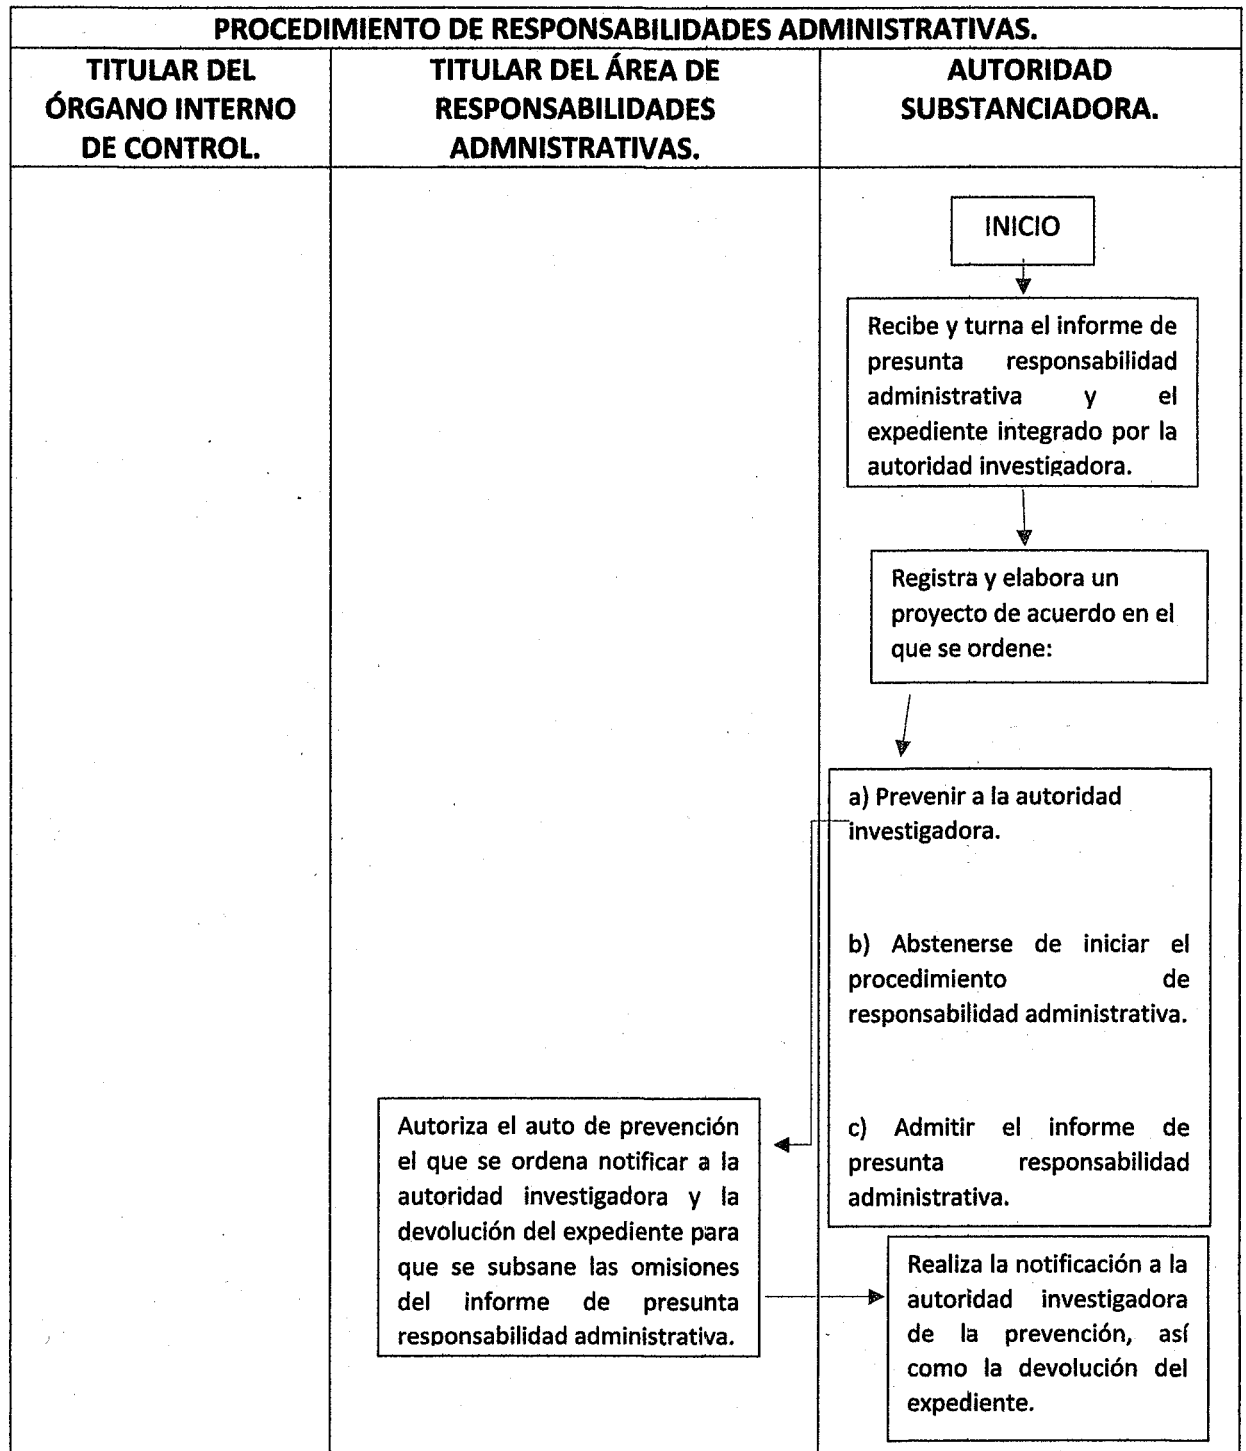 PROCEDIMIENTO DE RESPONSABILIDADES ADMINISTRATIVAS.
TITULAR DEL
ÓRGANO INTERNO
DE CONTROL.
TITULAR DEL ÁREA DE
RESPONSABILIDADES
ADMNISTRATIVAS.
AUTORIDAD
SUBSTANCIADORA.
INICIO
Recibe y turna el informe de
presunta responsabilidad
administrativa y el
expediente integrado por la
autoridad investigadora.
Registra y elabora un
proyecto de acuerdo en el
que se ordene:
a) Prevenir a la autoridad
investigadora.
b) Abstenerse de iniciar el
procedimiento de
responsabilidad administrativa.
c) Admitir el informe de
presunta responsabilidad
administrativa.
Autoriza el auto de prevención
el que se ordena notificar a la
autoridad investigadora y la
devolución del expediente para
que se subsane las omisiones
del informe de presunta
responsabilidad administrativa.
Realiza la notificación a la
autoridad investigadora
de la prevención, así
como la devolución del
expediente.